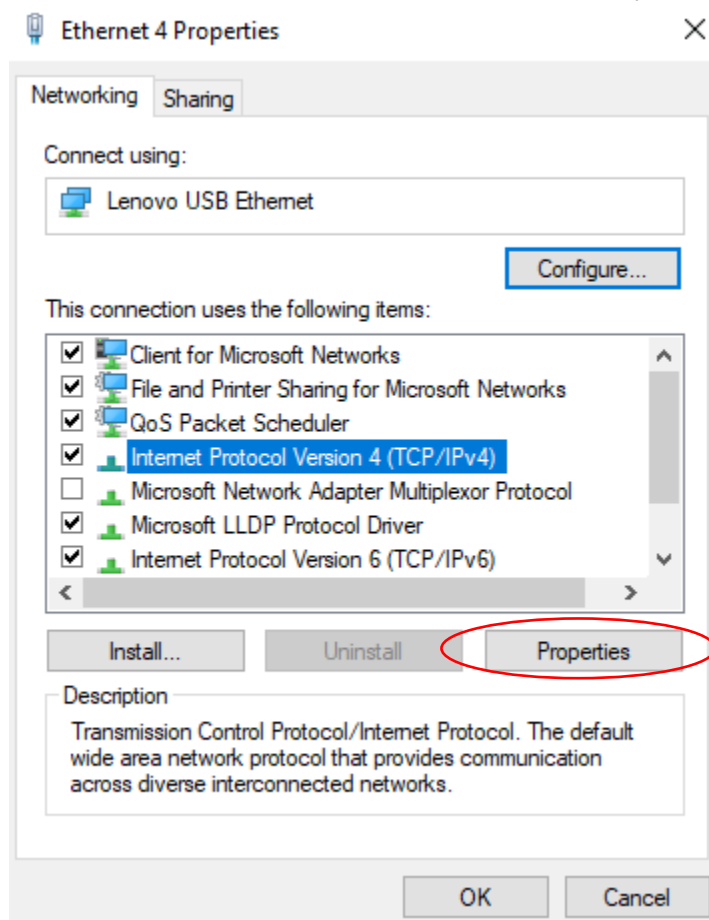 Ethernet 4 Properties
Networking
Sharing
Connect using:
Lenovo USB Ethernet
Configure...
This connection uses the following items:
Client for Microsoft Networks
File and Printer Sharing for Microsoft Networks
QoS Packet Scheduler
Internet Protocol Version 4 (TCP/IPv4)
Microsoft Network Adapter Multiplexor Protocol
Microsoft LLDP Protocol Driver
Internet Protocol Version 6 (TCP/IPv6)
Install...
Uninstall
Properties
Description
Transmission Control Protocol/Internet Protocol. The default
wide area network protocol that provides communication
across diverse interconnected networks.
OK
Cancel